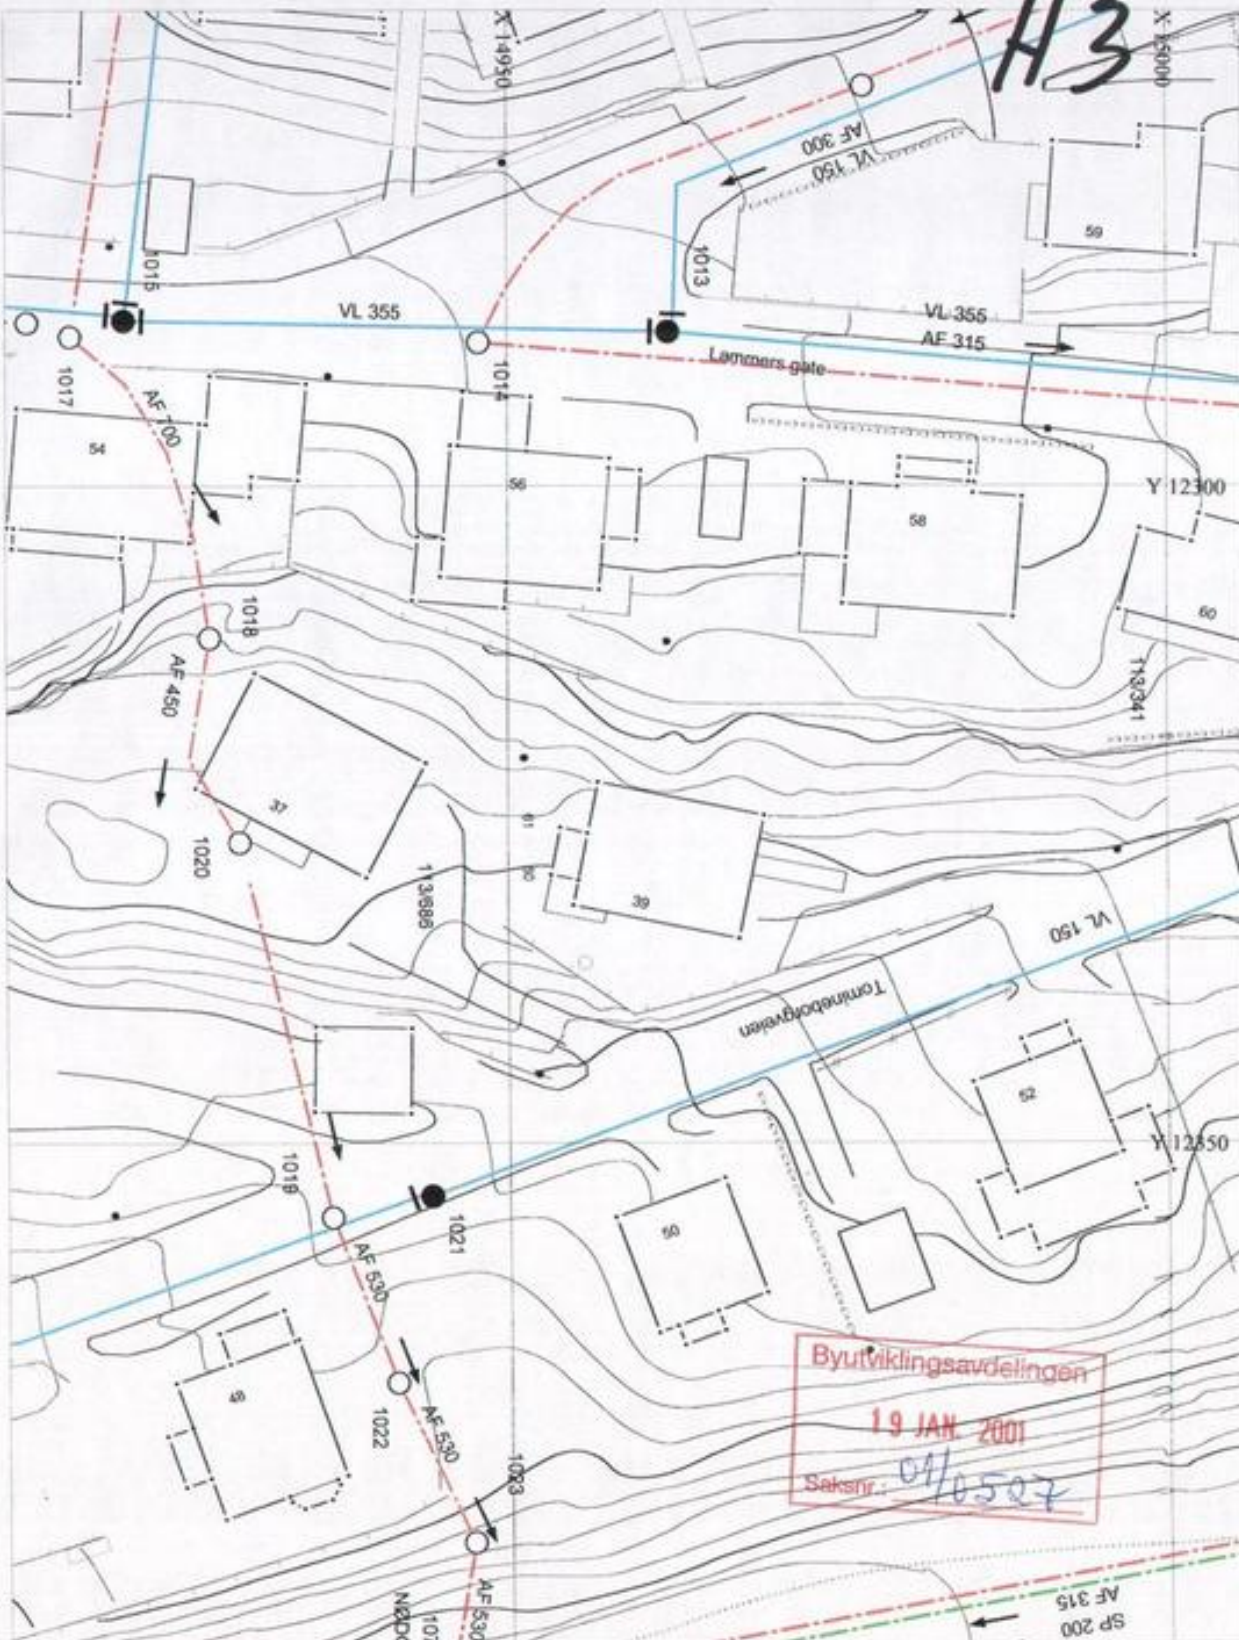 H3
X 14950
X 15000
AF 300
VL 150
59
1015
1013
VL 355
VL 355
AF 315
Lammers gate
1014
1017
AF 700
54
56
58
Y 12300
60
1018
113/341
AF 450
37
61
60
39
1020
113/686
VL 150
Tomineborgveien
52
Y 12350
1019
1021
50
AF 530
48
1022
AF 530
1023
Byutviklingsavdelingen
19 JAN. 2001
Saksnr.: 01/0527
AF 530
AF 315
SP 200